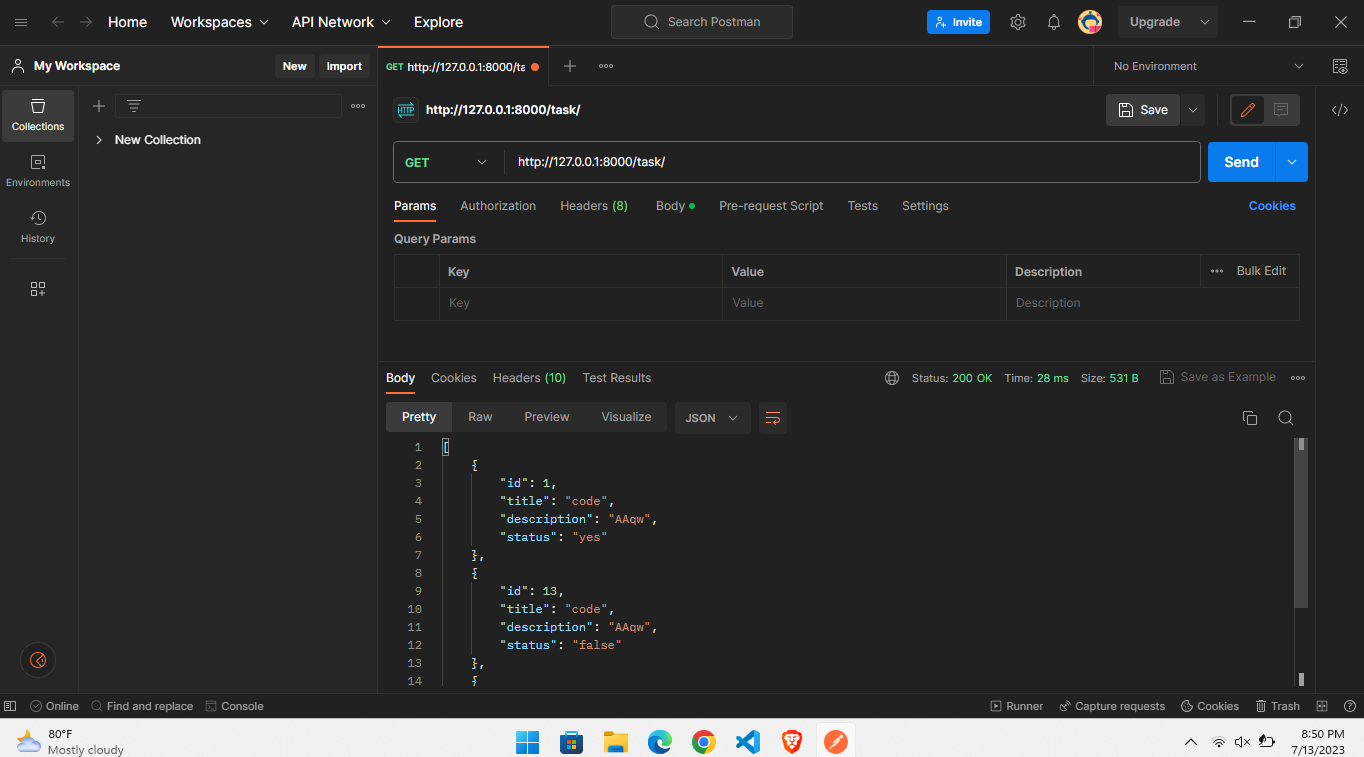 Home Workspaces API Network Explore Search Postman Invite Upgrade
My Workspace New Import GET http://127.0.0.1:8000/ta No Environment
HTTP http://127.0.0.1:8000/task/ Save
Collections
New Collection
GET http://127.0.0.1:8000/task/ Send
Environments
Params Authorization Headers (8) Body Pre-request Script Tests Settings Cookies
History
Query Params
Key Value Description Bulk Edit
Key Value Description
Body Cookies Headers (10) Test Results Status: 200 OK Time: 28 ms Size: 531 B Save as Example
Pretty Raw Preview Visualize JSON
1 [
2 {
3 "id": 1,
4 "title": "code",
5 "description": "AAqw",
6 "status": "yes"
7 },
8 {
9 "id": 13,
10 "title": "code",
11 "description": "AAqw",
12 "status": "false"
13 },
14 {
Online Find and replace Console Runner Capture requests Cookies Trash
80°F
Mostly cloudy
8:50 PM
7/13/2023